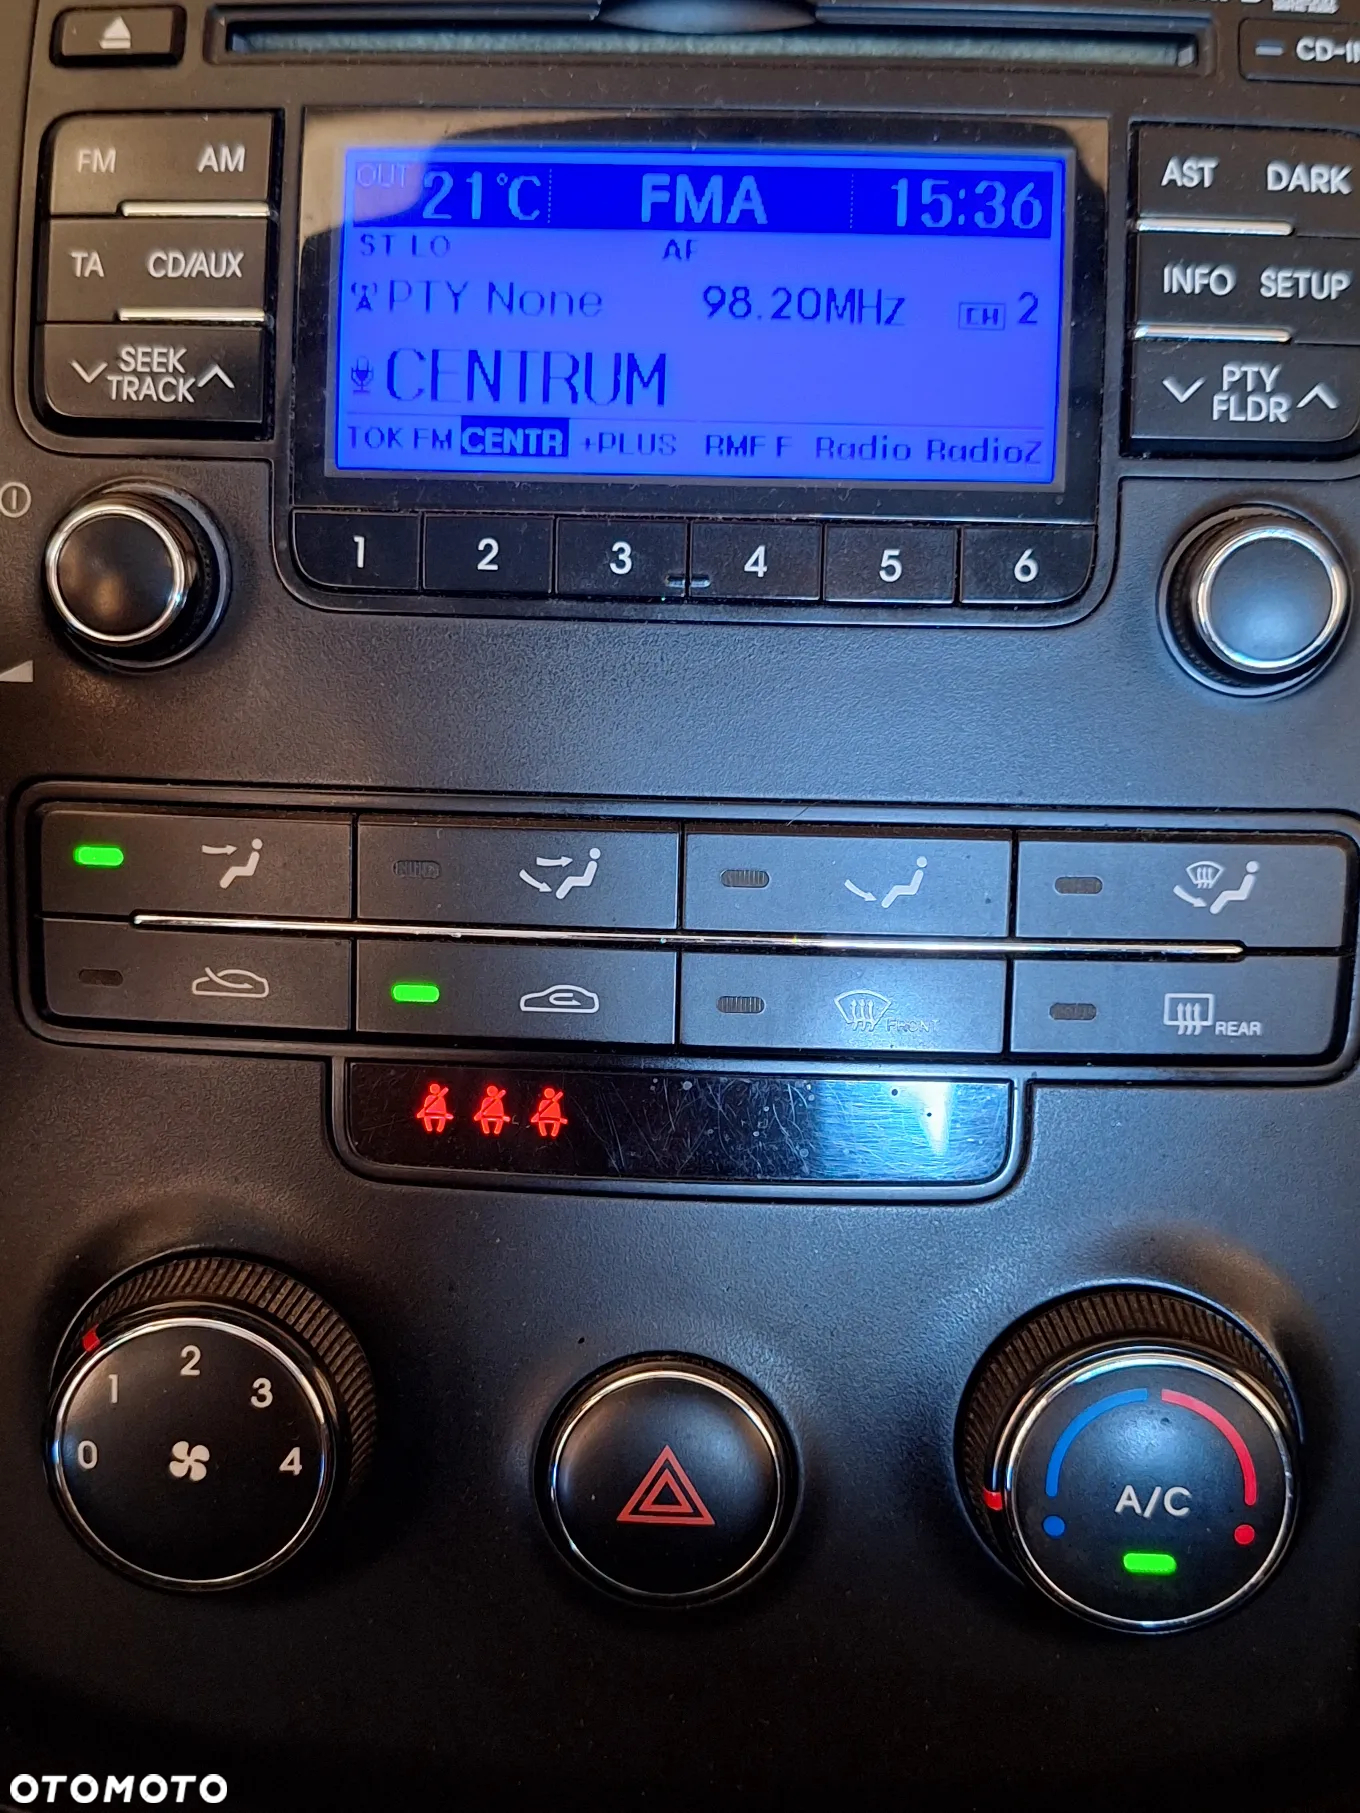 CD-I
FM AM
AST DARK
OUT 21°C FMA 15:36
ST LO AF
TA CD/AUX
INFO SETUP
PTY None 98.20MHz CH 2
SEEK
TRACK
PTY
FLDR
CENTRUM
TOK FM CENTR +PLUS RMF F Radio RadioZ
1 2 3 4 5 6
FRONT
REAR
0 1 2 3 4
A/C
OTOMOTO